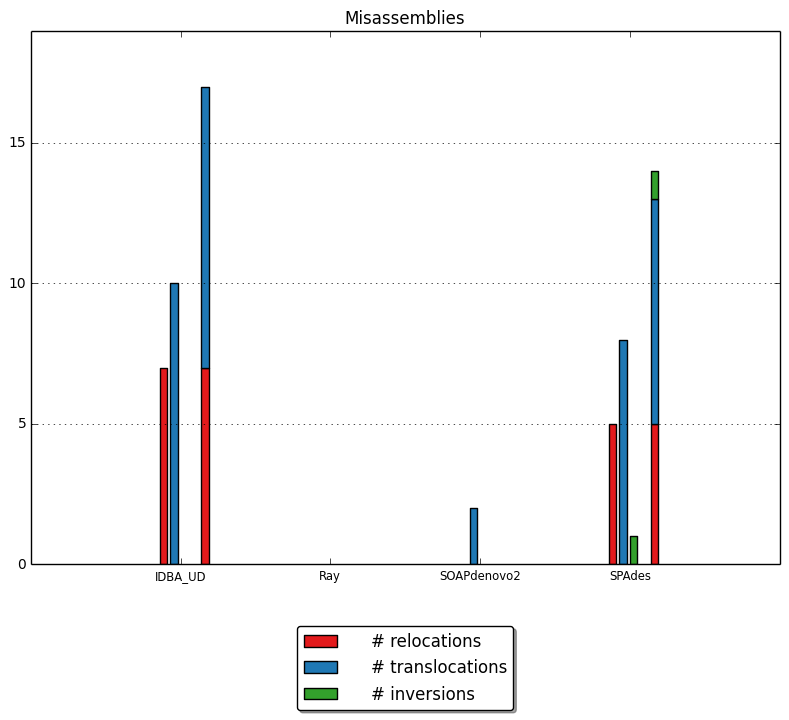 Misassemblies
15
10
5
0
IDBA_UD Ray SOAPdenovo2 SPAdes
# relocations
# translocations
# inversions